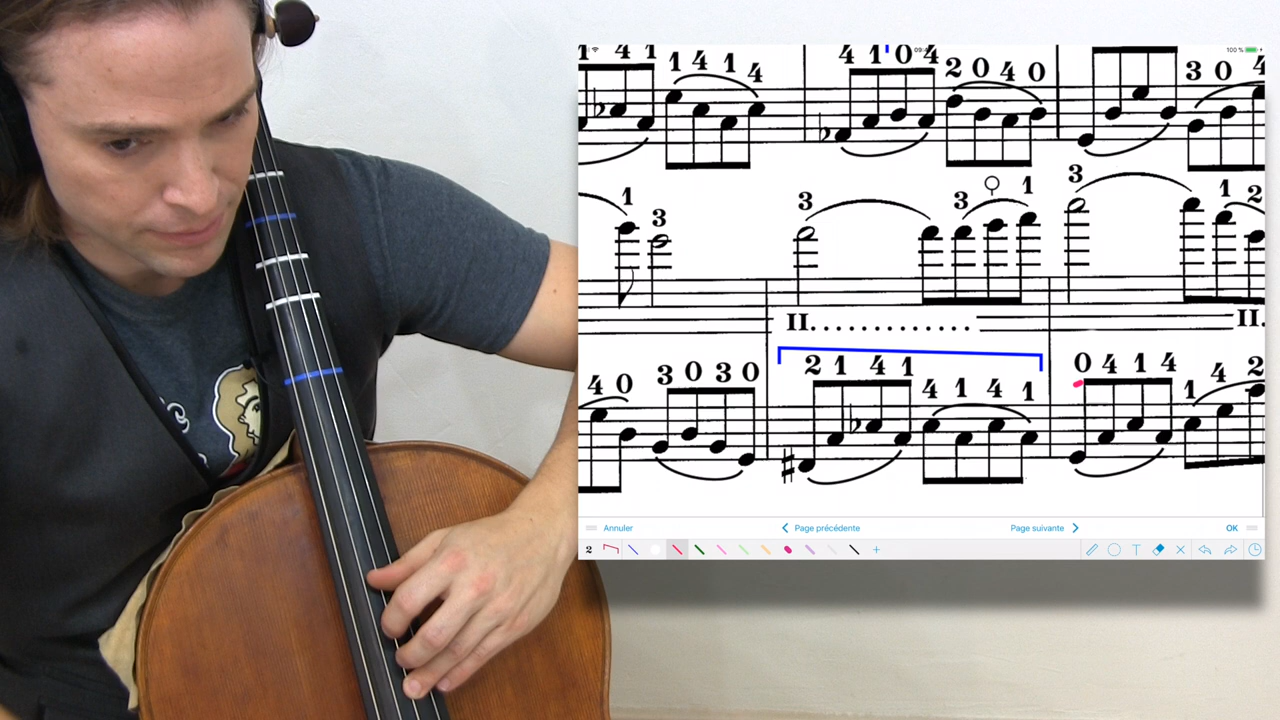 1 4 1 1 4 1 4 4 1 0 4 2 0 4 0 3 0 4
100 %
1 3 3 3 1 3 1 2
II............. II.
4 0 3 0 3 0 2 1 4 1 4 1 4 1 0 4 1 4 1 4 2
Annuler Page précédente Page suivante OK
2 T